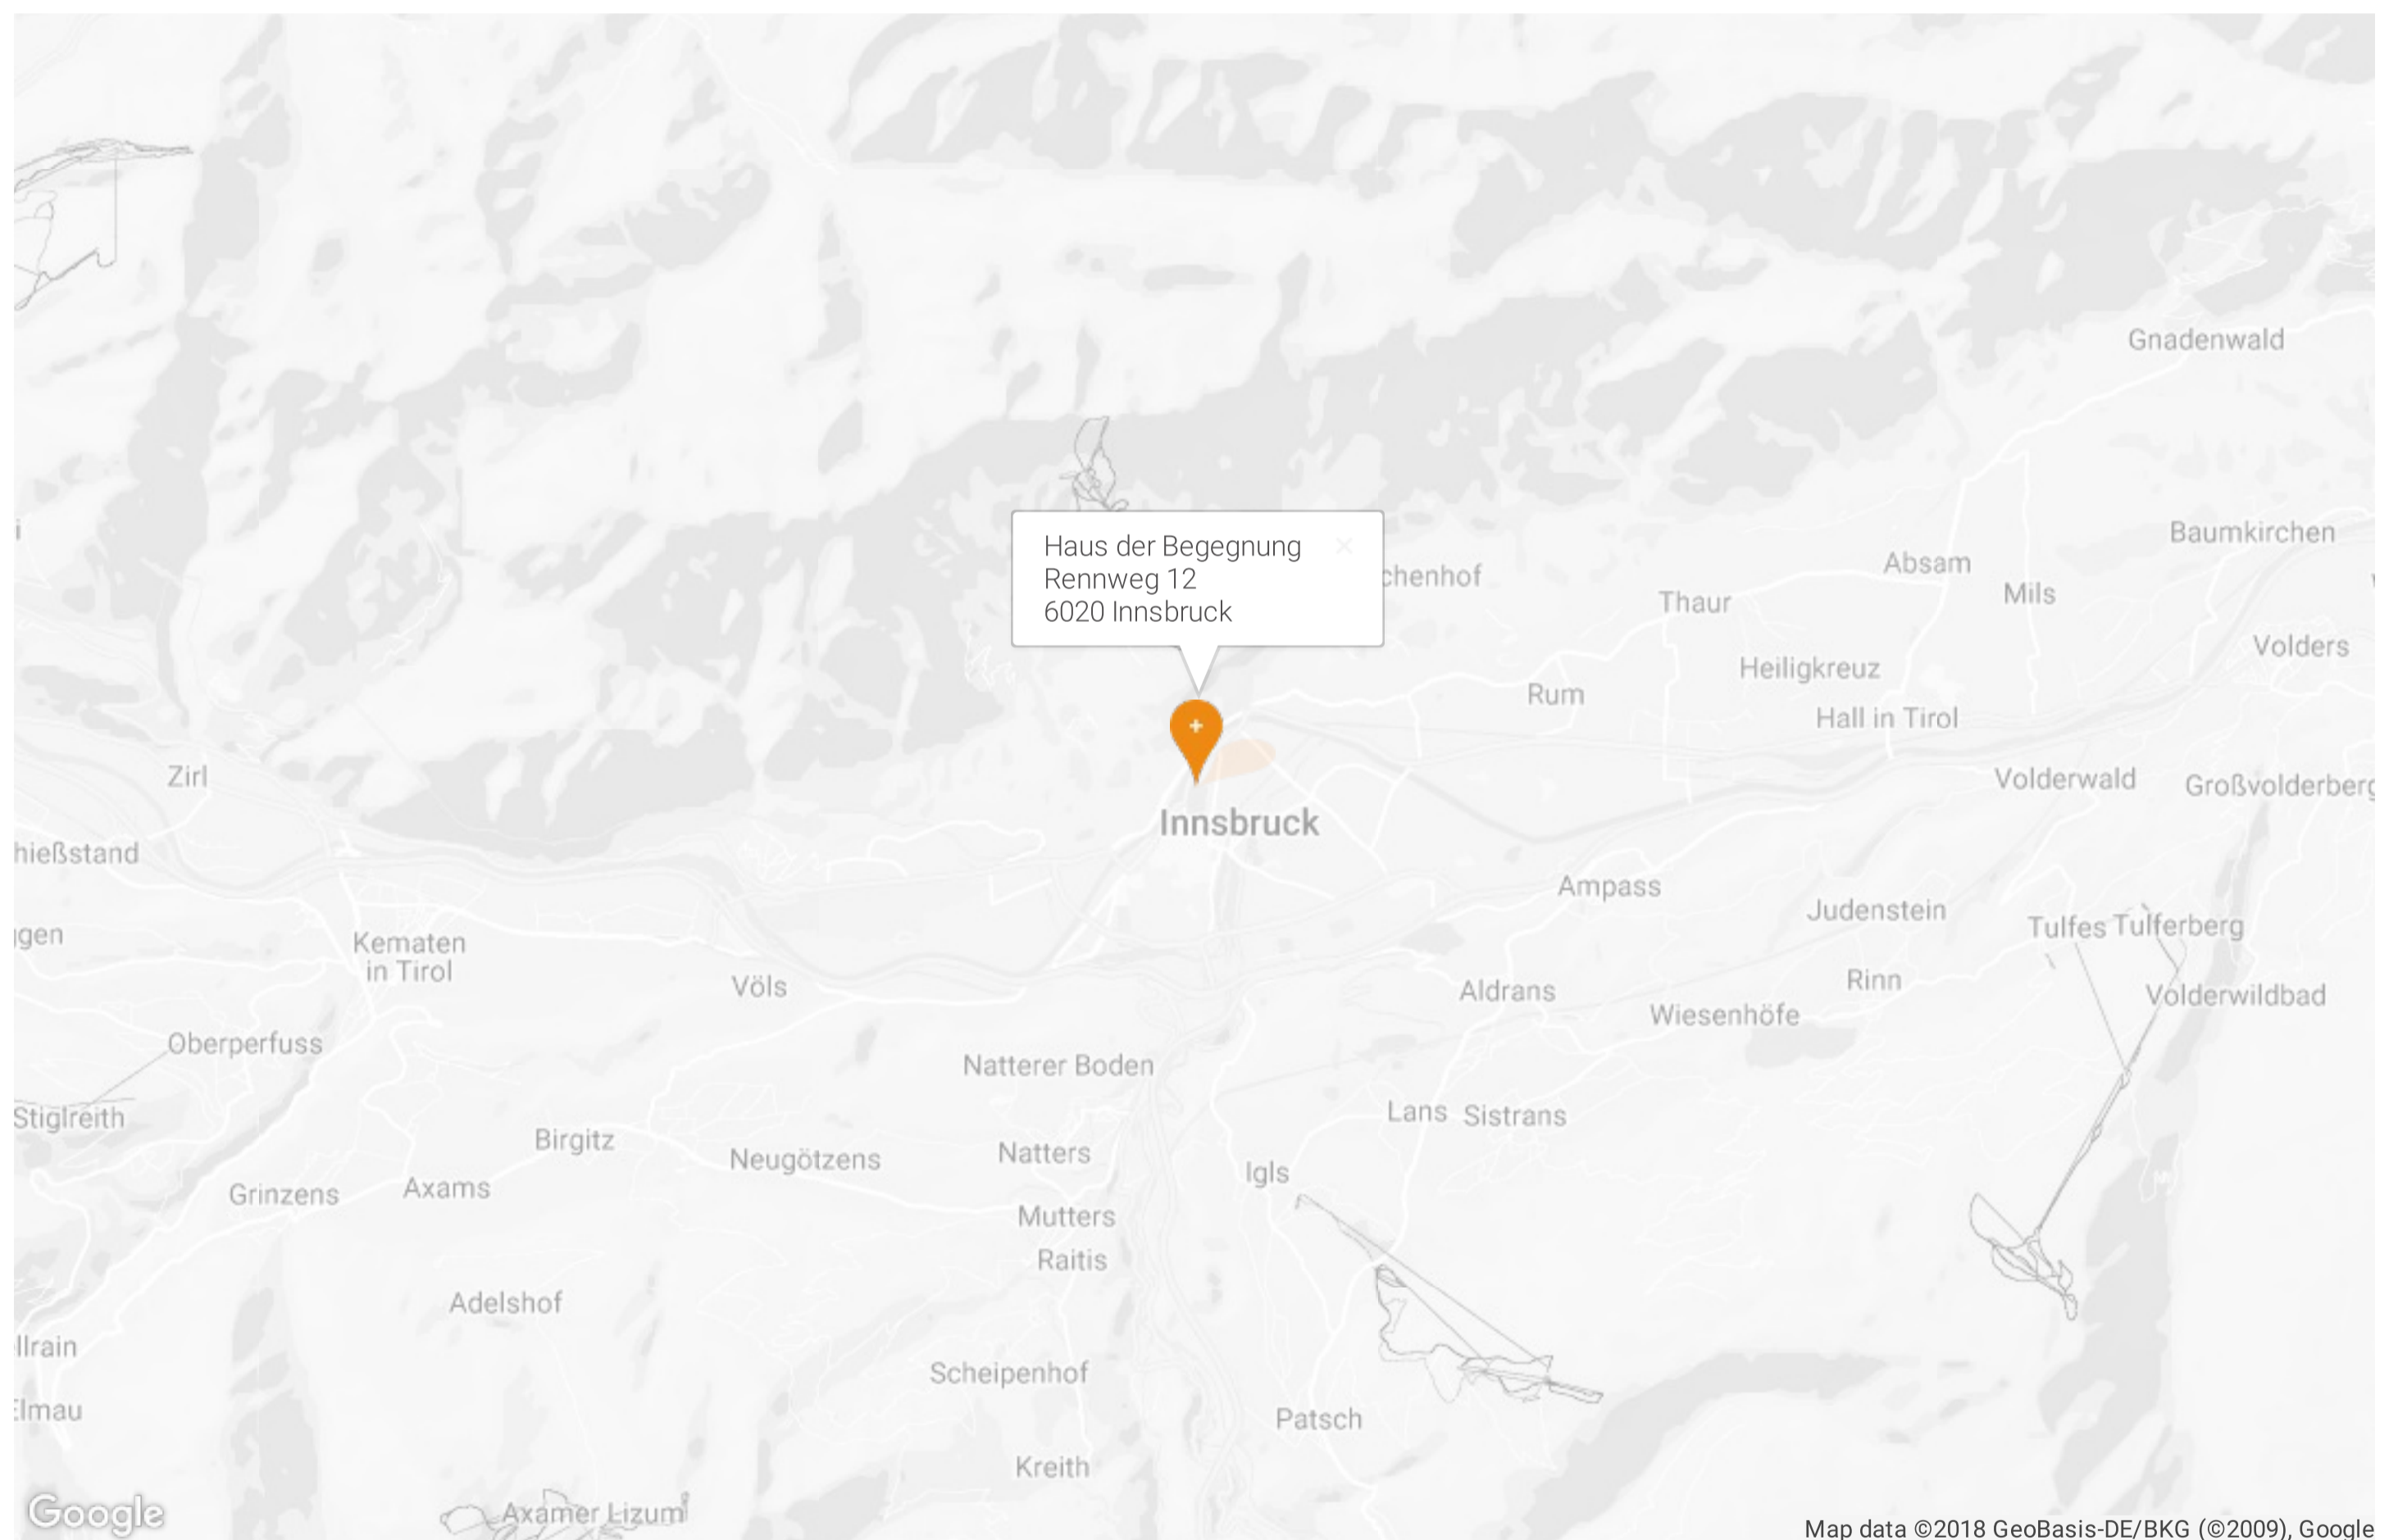 Gnadenwald
Baumkirchen
Haus der Begegnung
Rennweg 12
6020 Innsbruck
chenhof
Absam
Mils
Thaur
Volders
Heiligkreuz
Rum
Hall in Tirol
Zirl
Volderwald
Großvolderberg
Innsbruck
hießstand
Ampass
Judenstein
Tulfes
Tulferberg
gen
Kematen
in Tirol
Völs
Rinn
Aldrans
Volderwildbad
Wiesenhöfe
Oberperfuss
Natterer Boden
Stiglreith
Lans
Sistrans
Birgitz
Natters
Neugötzens
Igls
Axams
Grinzens
Mutters
Raitis
Adelshof
llrain
Scheipenhof
Elmau
Patsch
Kreith
Axamer Lizum
Google
Map data ©2018 GeoBasis-DE/BKG (©2009), Google